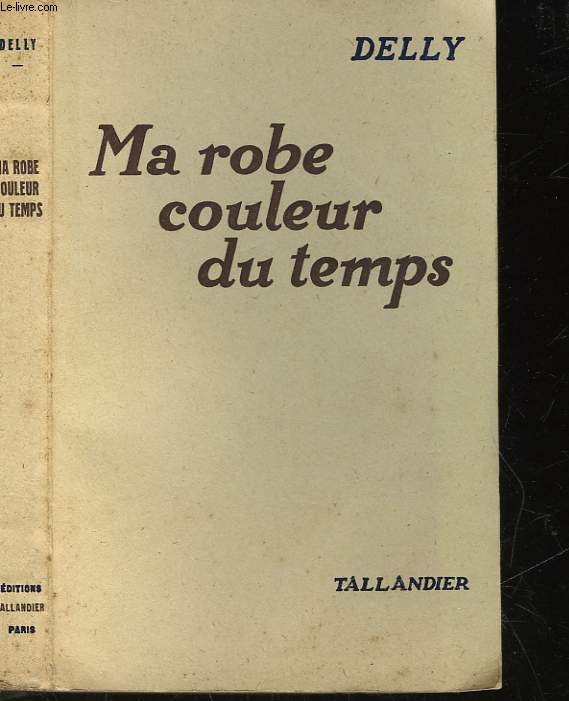 Le-livre.com
DELLY
MA ROBE
COULEUR
DU TEMPS
ÉDITIONS
TALLANDIER
PARIS
DELLY
Ma robe
couleur
du temps
TALLANDIER